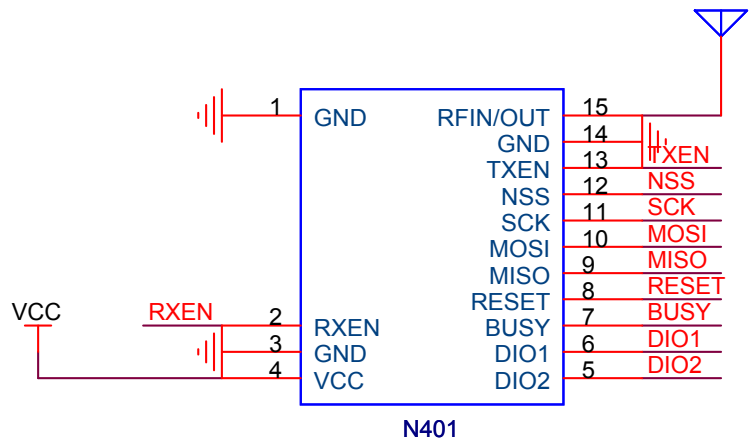 1 GND RFIN/OUT 15
GND 14
TXEN 13 TXEN
NSS 12 NSS
SCK 11 SCK
MOSI 10 MOSI
MISO 9 MISO
RESET 8 RESET
VCC RXEN 2 RXEN BUSY 7 BUSY
3 GND DIO1 6 DIO1
4 VCC DIO2 5 DIO2
N401